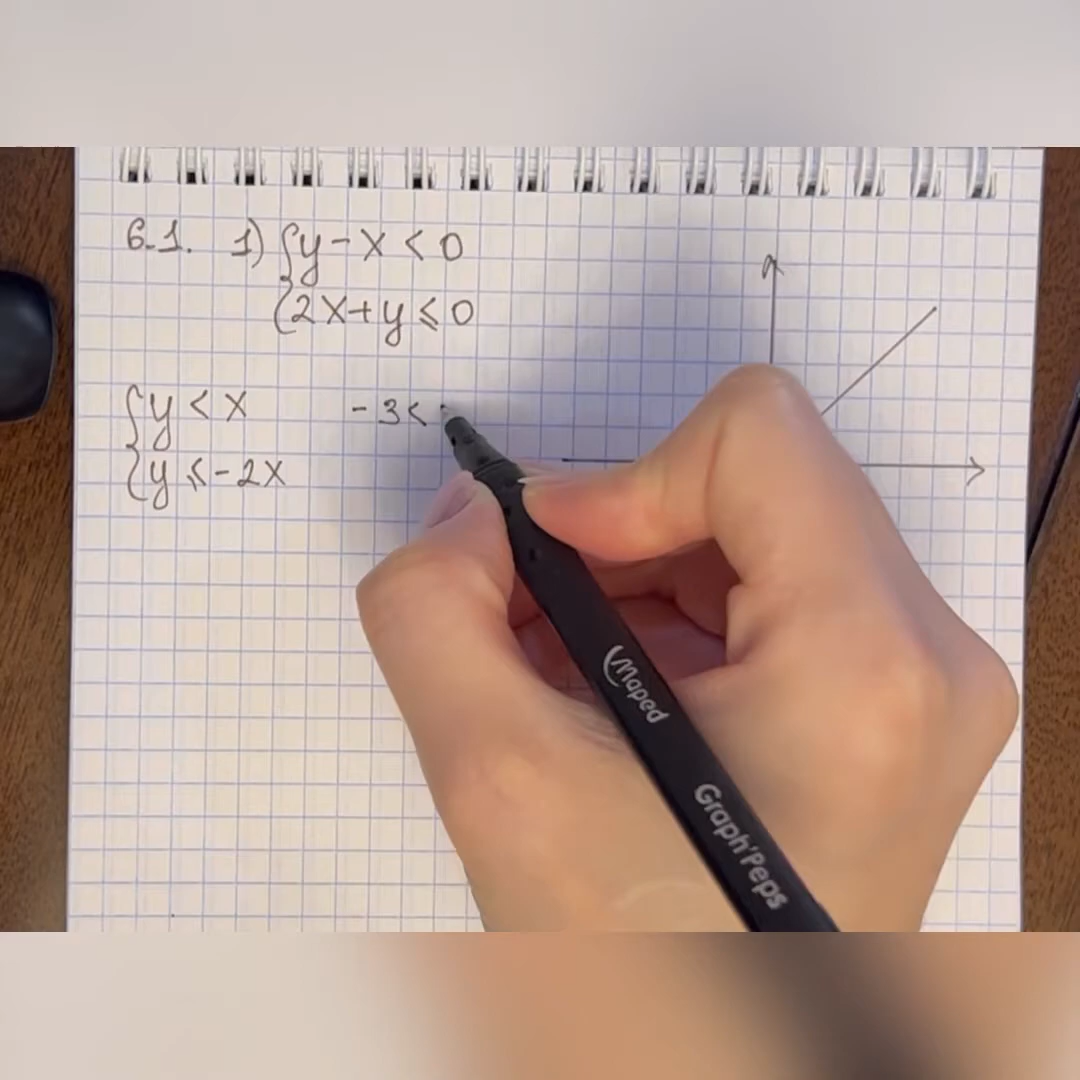 6.1. 1) { y - x < 0
{ 2x + y ⩽ 0
{ y < x - 3 <
{ y ⩽ - 2x
Maped
Graph'Peps